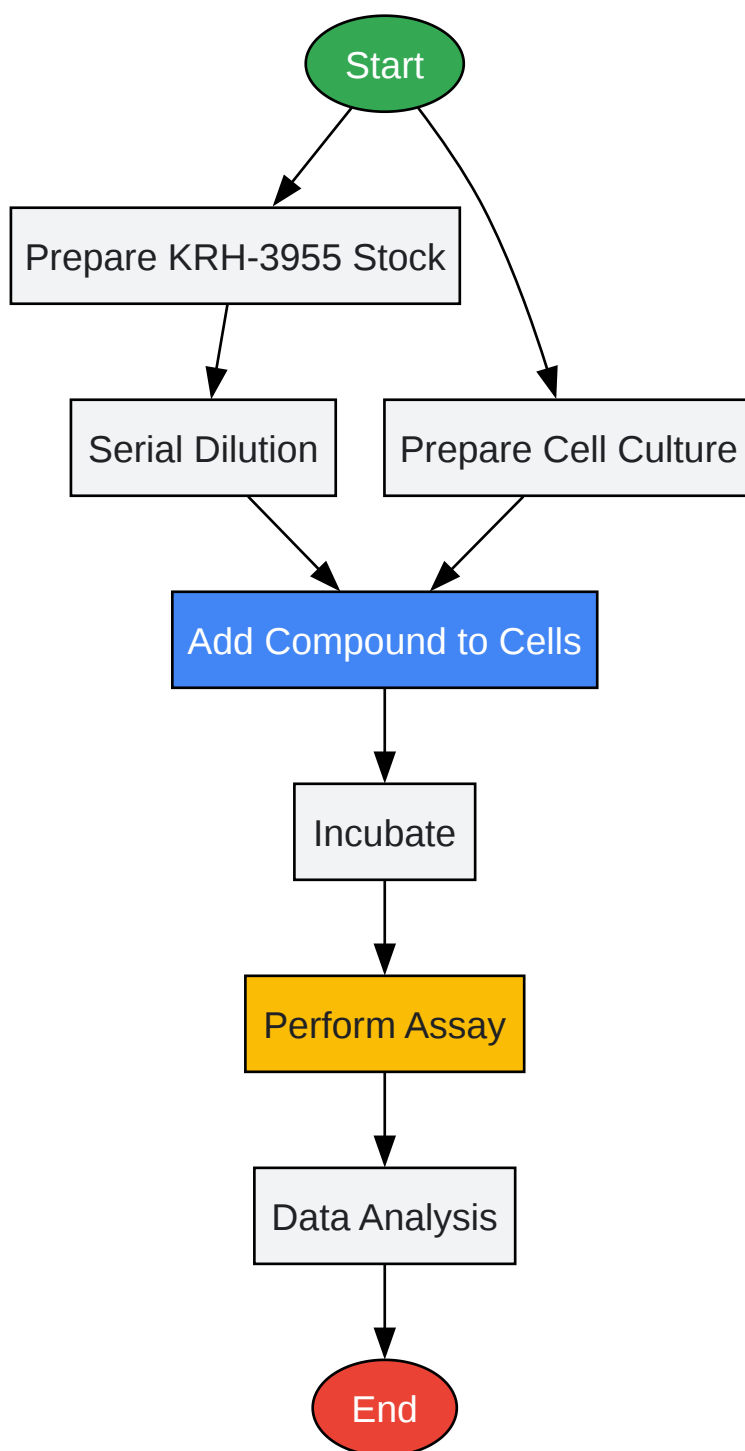 Start
Prepare KRH-3955 Stock
Serial Dilution
Prepare Cell Culture
Add Compound to Cells
Incubate
Perform Assay
Data Analysis
End